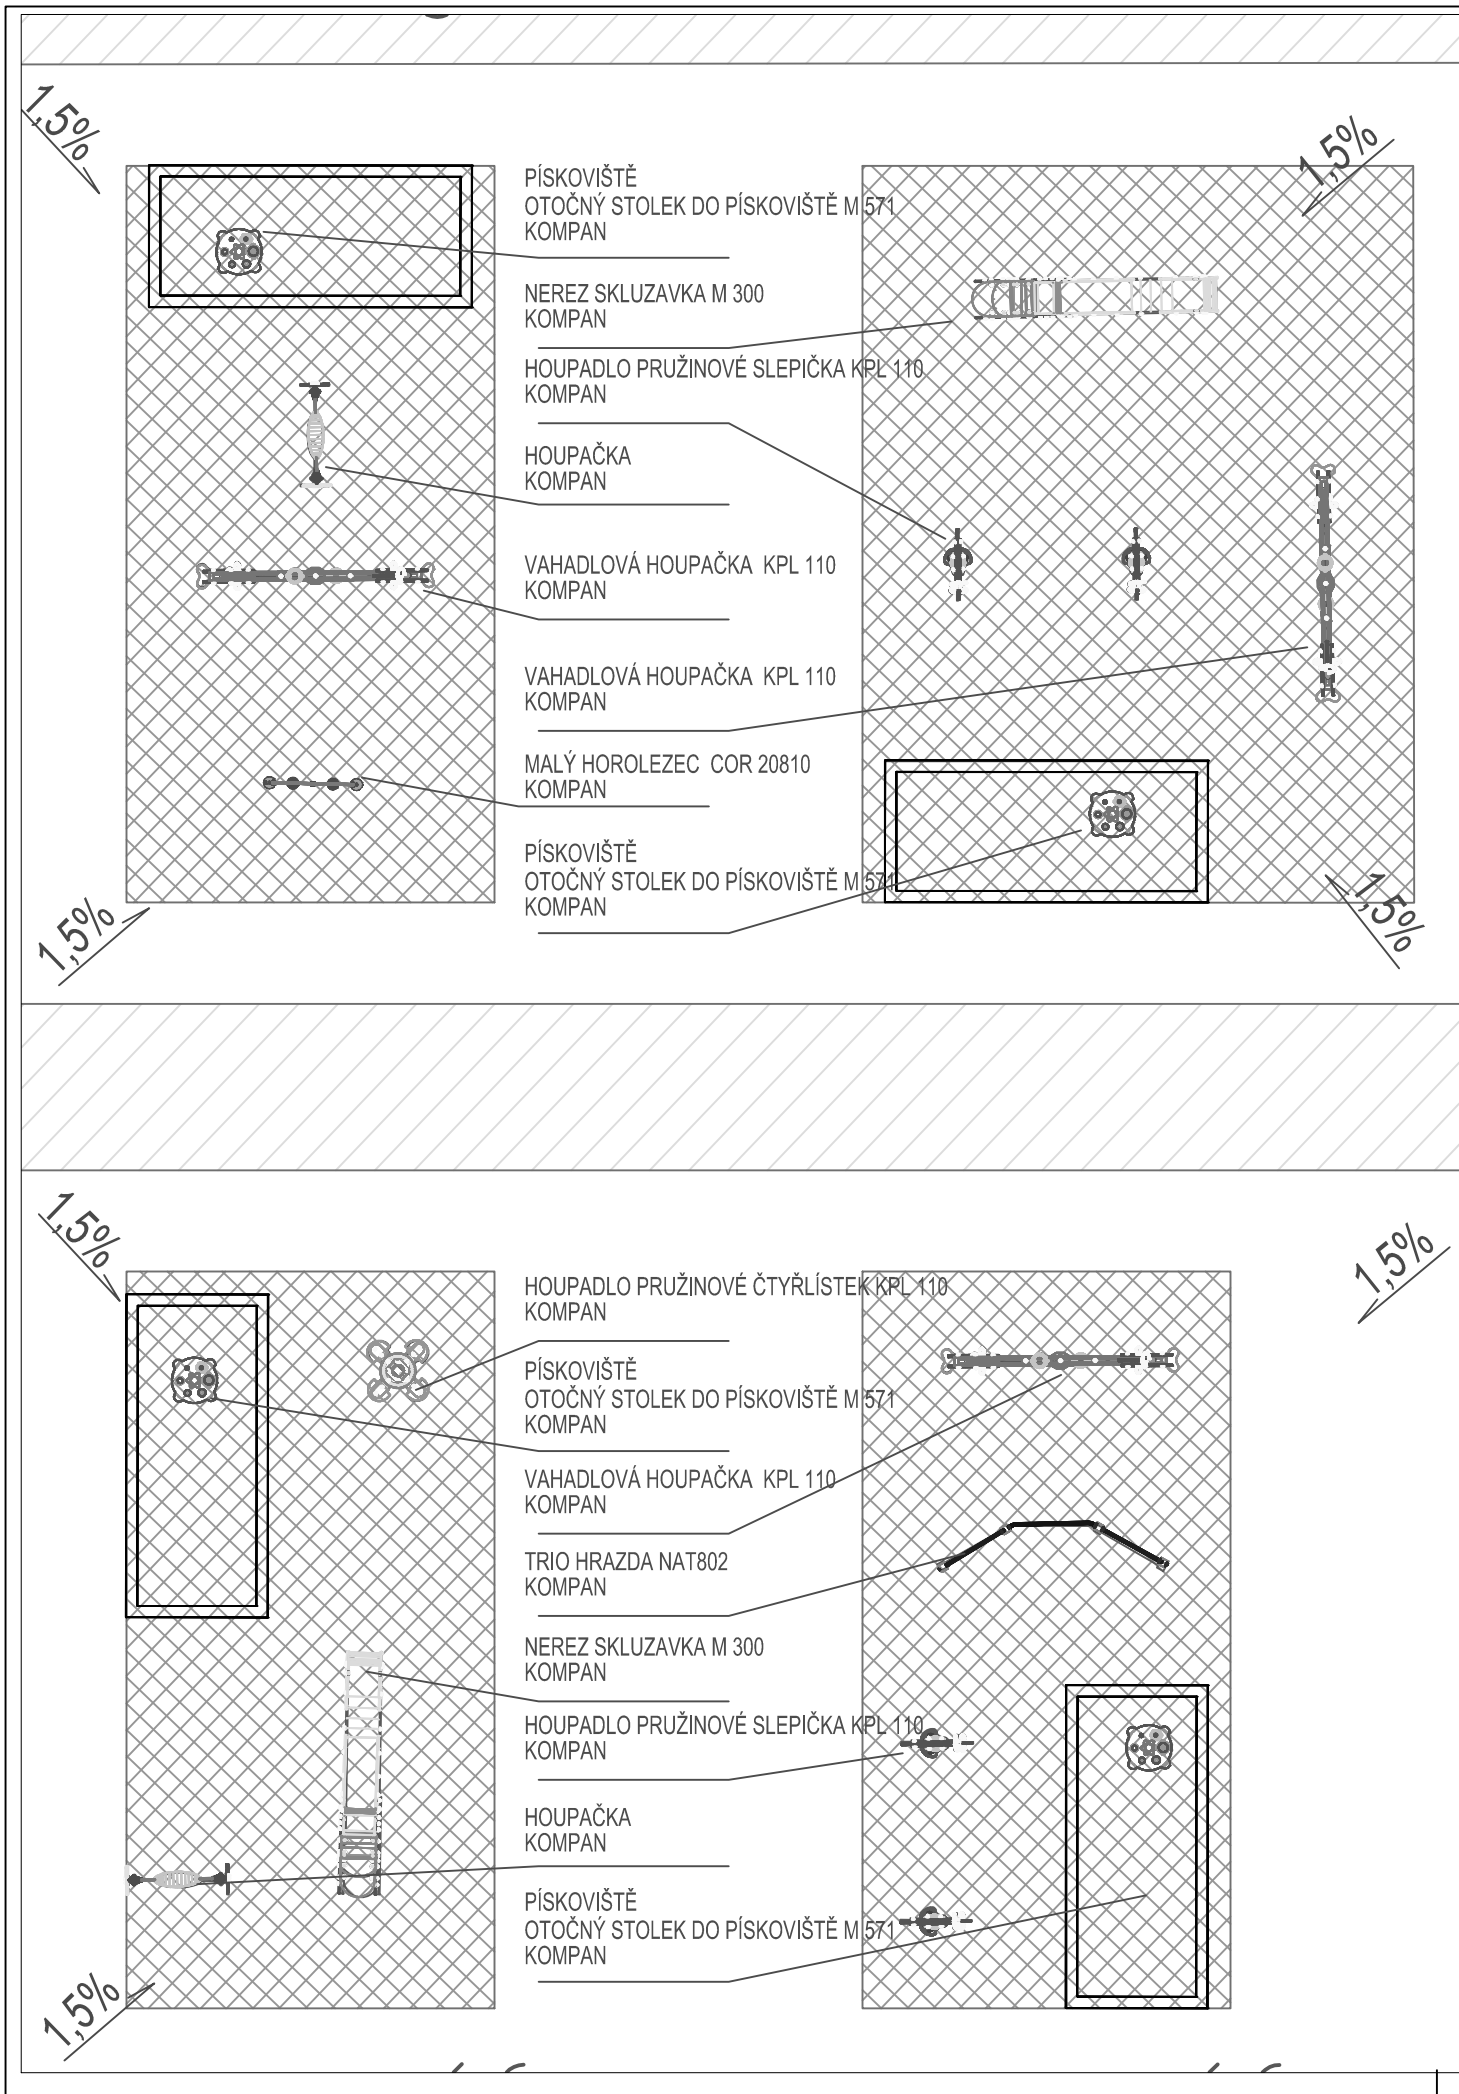 1,5%
1,5%
PÍSKOVIŠTĚ
OTOČNÝ STOLEK DO PÍSKOVIŠTĚ M 571
KOMPAN
NEREZ SKLUZAVKA M 300
KOMPAN
HOUPADLO PRUŽINOVÉ SLEPIČKA KPL 110
KOMPAN
HOUPAČKA
KOMPAN
VAHADLOVÁ HOUPAČKA  KPL 110
KOMPAN
VAHADLOVÁ HOUPAČKA  KPL 110
KOMPAN
MALÝ HOROLEZEC  COR 20810
KOMPAN
PÍSKOVIŠTĚ
OTOČNÝ STOLEK DO PÍSKOVIŠTĚ M 571
KOMPAN
1,5%
1,5%
1,5%
1,5%
HOUPADLO PRUŽINOVÉ ČTYŘLÍSTEK KPL 110
KOMPAN
PÍSKOVIŠTĚ
OTOČNÝ STOLEK DO PÍSKOVIŠTĚ M 571
KOMPAN
VAHADLOVÁ HOUPAČKA  KPL 110
KOMPAN
TRIO HRAZDA NAT802
KOMPAN
NEREZ SKLUZAVKA M 300
KOMPAN
HOUPADLO PRUŽINOVÉ SLEPIČKA KPL 110
KOMPAN
HOUPAČKA
KOMPAN
PÍSKOVIŠTĚ
OTOČNÝ STOLEK DO PÍSKOVIŠTĚ M 571
KOMPAN
1,5%